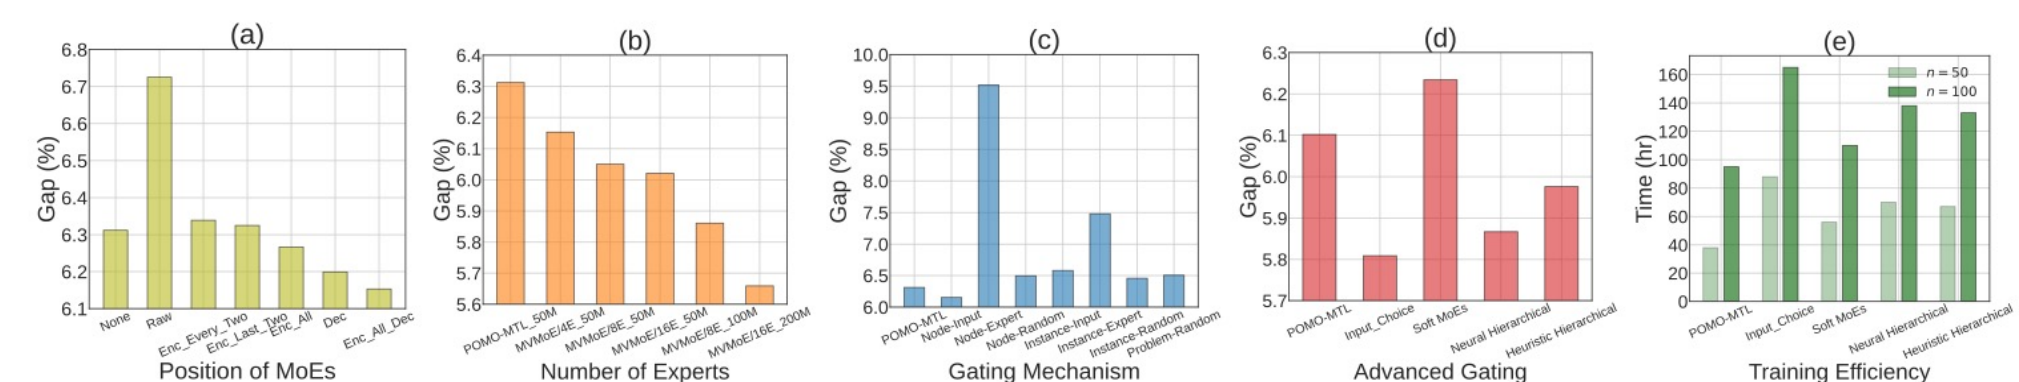 (a)
Gap (%)
6.8
6.7
6.6
6.5
6.4
6.3
6.2
6.1
None
Raw
Enc_Every_Two
Enc_Last_Two
Enc_All
Dec
Enc_All_Dec
Position of MoEs
(b)
Gap (%)
6.4
6.3
6.2
6.1
6.0
5.9
5.8
5.7
5.6
POMO-MTL_50M
MVMoE/4E_50M
MVMoE/8E_50M
MVMoE/16E_50M
MVMoE/8E_100M
MVMoE/16E_200M
Number of Experts
(c)
Gap (%)
10.0
9.5
9.0
8.5
8.0
7.5
7.0
6.5
6.0
POMO-MTL
Node-Input
Node-Expert
Node-Random
Instance-Input
Instance-Expert
Instance-Random
Problem-Random
Gating Mechanism
(d)
Gap (%)
6.3
6.2
6.1
6.0
5.9
5.8
5.7
POMO-MTL
Input_Choice
Soft MoEs
Neural Hierarchical
Heuristic Hierarchical
Advanced Gating
(e)
Time (hr)
160
140
120
100
80
60
40
20
0
n = 50
n = 100
POMO-MTL
Input_Choice
Soft MoEs
Neural Hierarchical
Heuristic Hierarchical
Training Efficiency